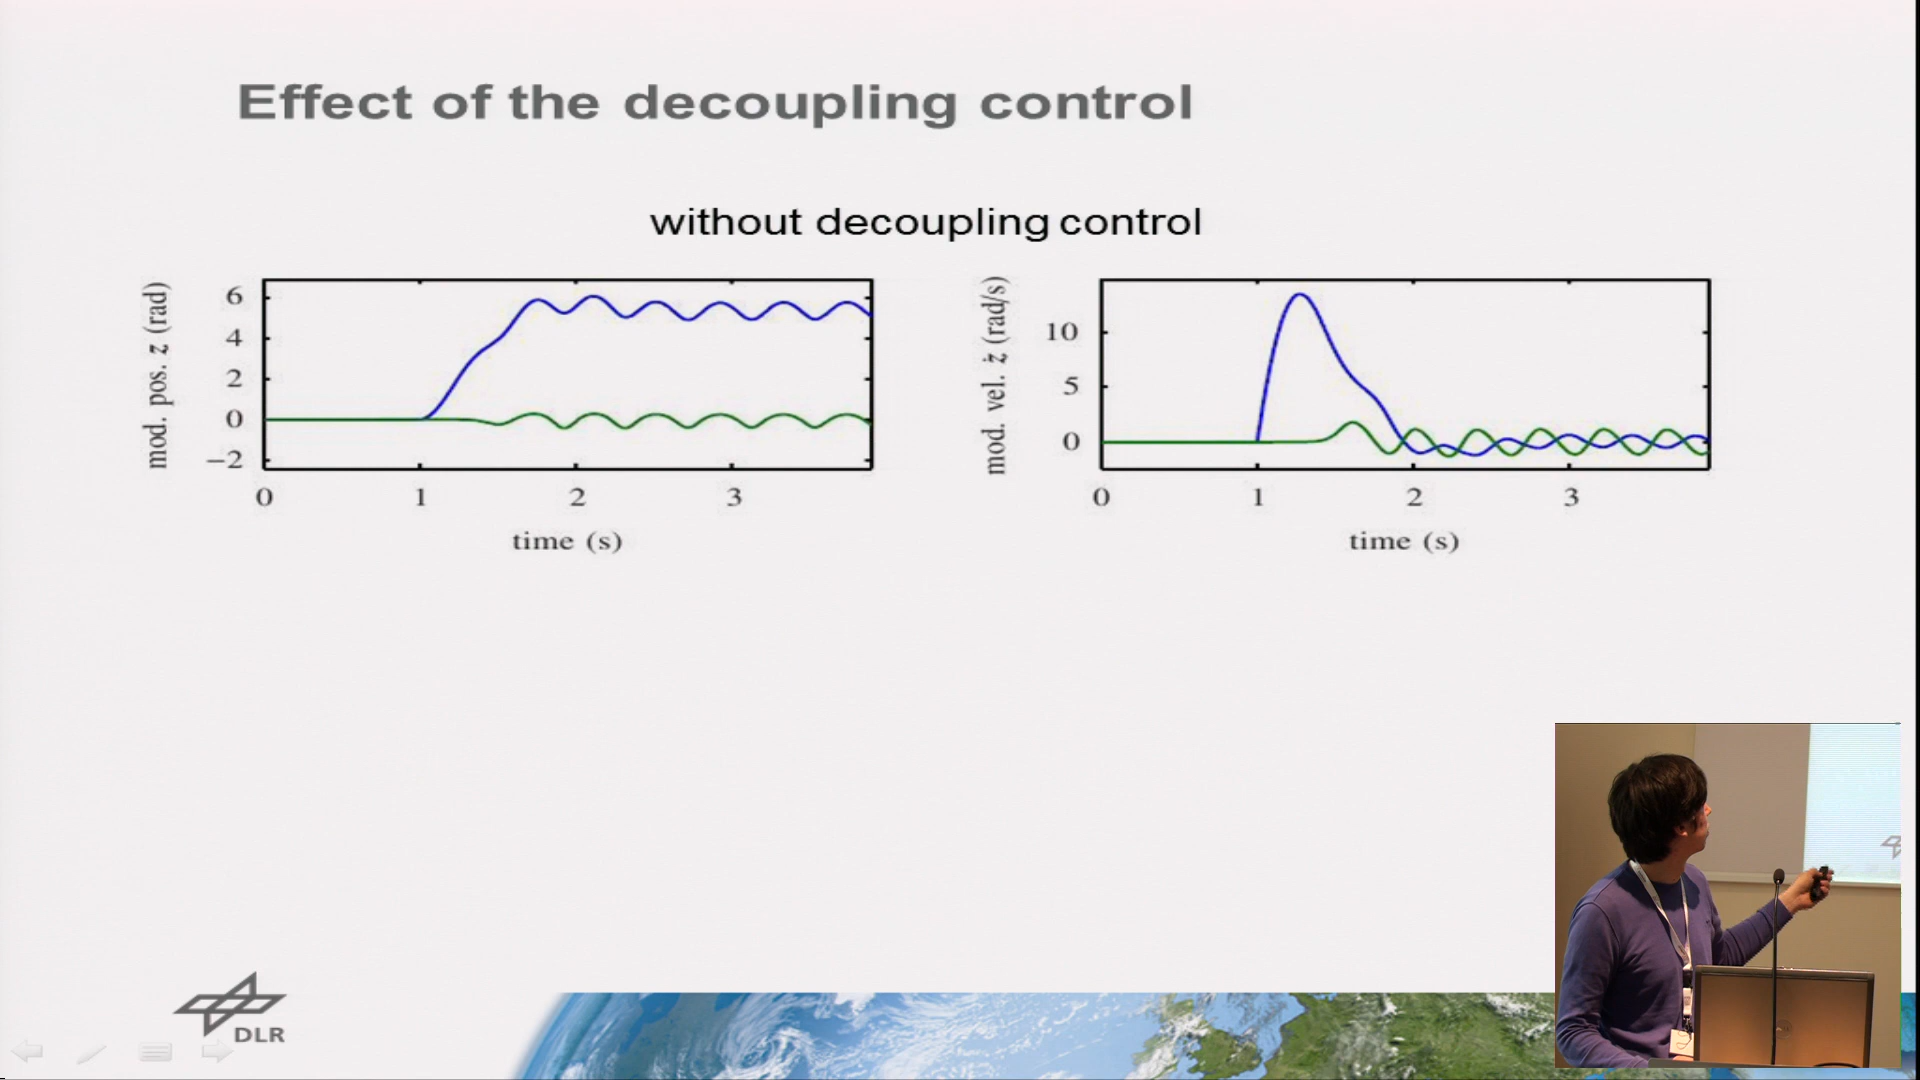 Effect of the decoupling control
without decoupling control
mod. pos. z (rad)
6
4
2
0
−2
0 1 2 3
time (s)
mod. vel. ż (rad/s)
10
5
0
0 1 2 3
time (s)
DLR